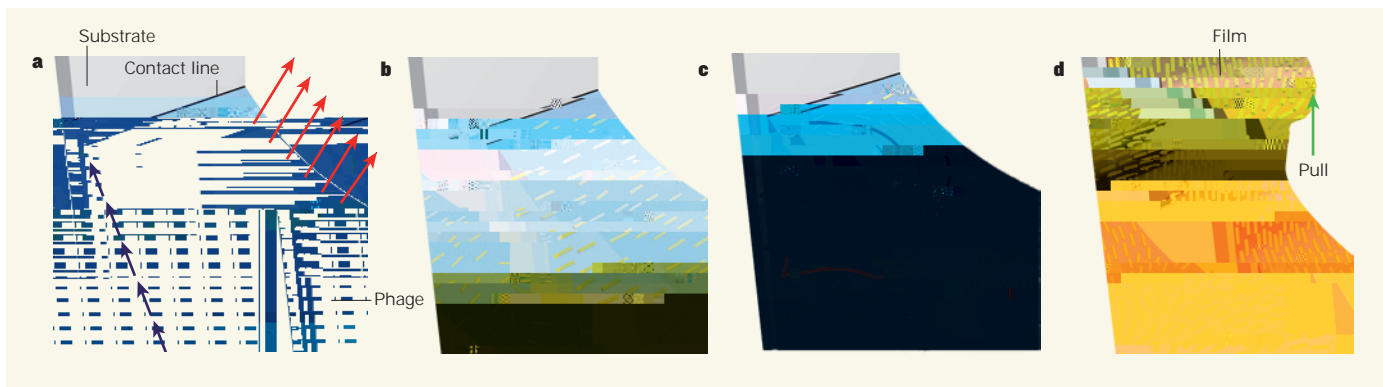 a
Substrate
Contact line
Phage
b
c
d
Film
Pull